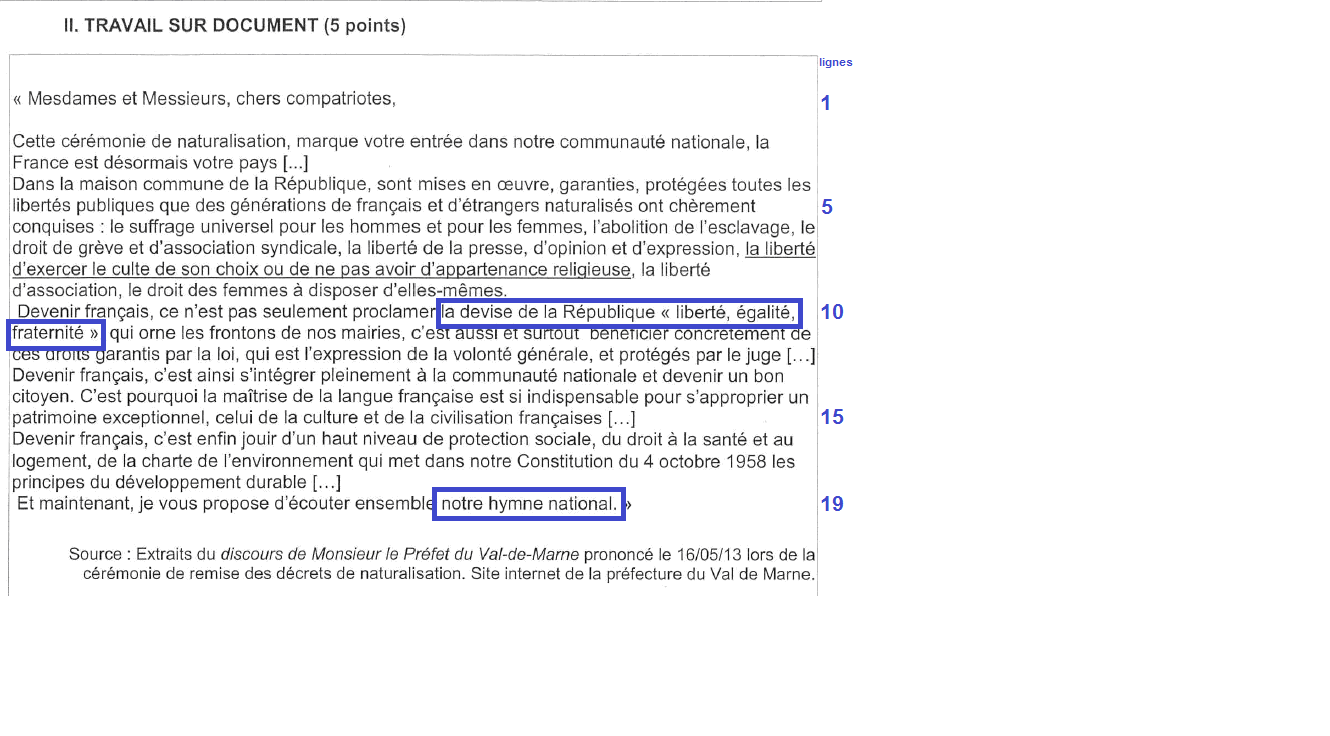 II. TRAVAIL SUR DOCUMENT (5 points)
lignes
« Mesdames et Messieurs, chers compatriotes,
1
Cette cérémonie de naturalisation, marque votre entrée dans notre communauté nationale, la
France est désormais votre pays [...]
Dans la maison commune de la République, sont mises en œuvre, garanties, protégées toutes les
libertés publiques que des générations de français et d'étrangers naturalisés ont chèrement
5
conquises : le suffrage universel pour les hommes et pour les femmes, l'abolition de l'esclavage, le
droit de grève et d'association syndicale, la liberté de la presse, d'opinion et d'expression, la liberté
d'exercer le culte de son choix ou de ne pas avoir d'appartenance religieuse, la liberté
d'association, le droit des femmes à disposer d'elles-mêmes.
Devenir français, ce n'est pas seulement proclamer la devise de la République « liberté, égalité,
10
fraternité » qui orne les frontons de nos mairies, c'est aussi et surtout bénéficier concrètement de
ces droits garantis par la loi, qui est l'expression de la volonté générale, et protégés par le juge [...]
Devenir français, c'est ainsi s'intégrer pleinement à la communauté nationale et devenir un bon
citoyen. C'est pourquoi la maîtrise de la langue française est si indispensable pour s'approprier un
patrimoine exceptionnel, celui de la culture et de la civilisation françaises [...]
15
Devenir français, c'est enfin jouir d'un haut niveau de protection sociale, du droit à la santé et au
logement, de la charte de l'environnement qui met dans notre Constitution du 4 octobre 1958 les
principes du développement durable [...]
Et maintenant, je vous propose d'écouter ensemble notre hymne national. »
19
Source : Extraits du discours de Monsieur le Préfet du Val-de-Marne prononcé le 16/05/13 lors de la
cérémonie de remise des décrets de naturalisation. Site internet de la préfecture du Val de Marne.